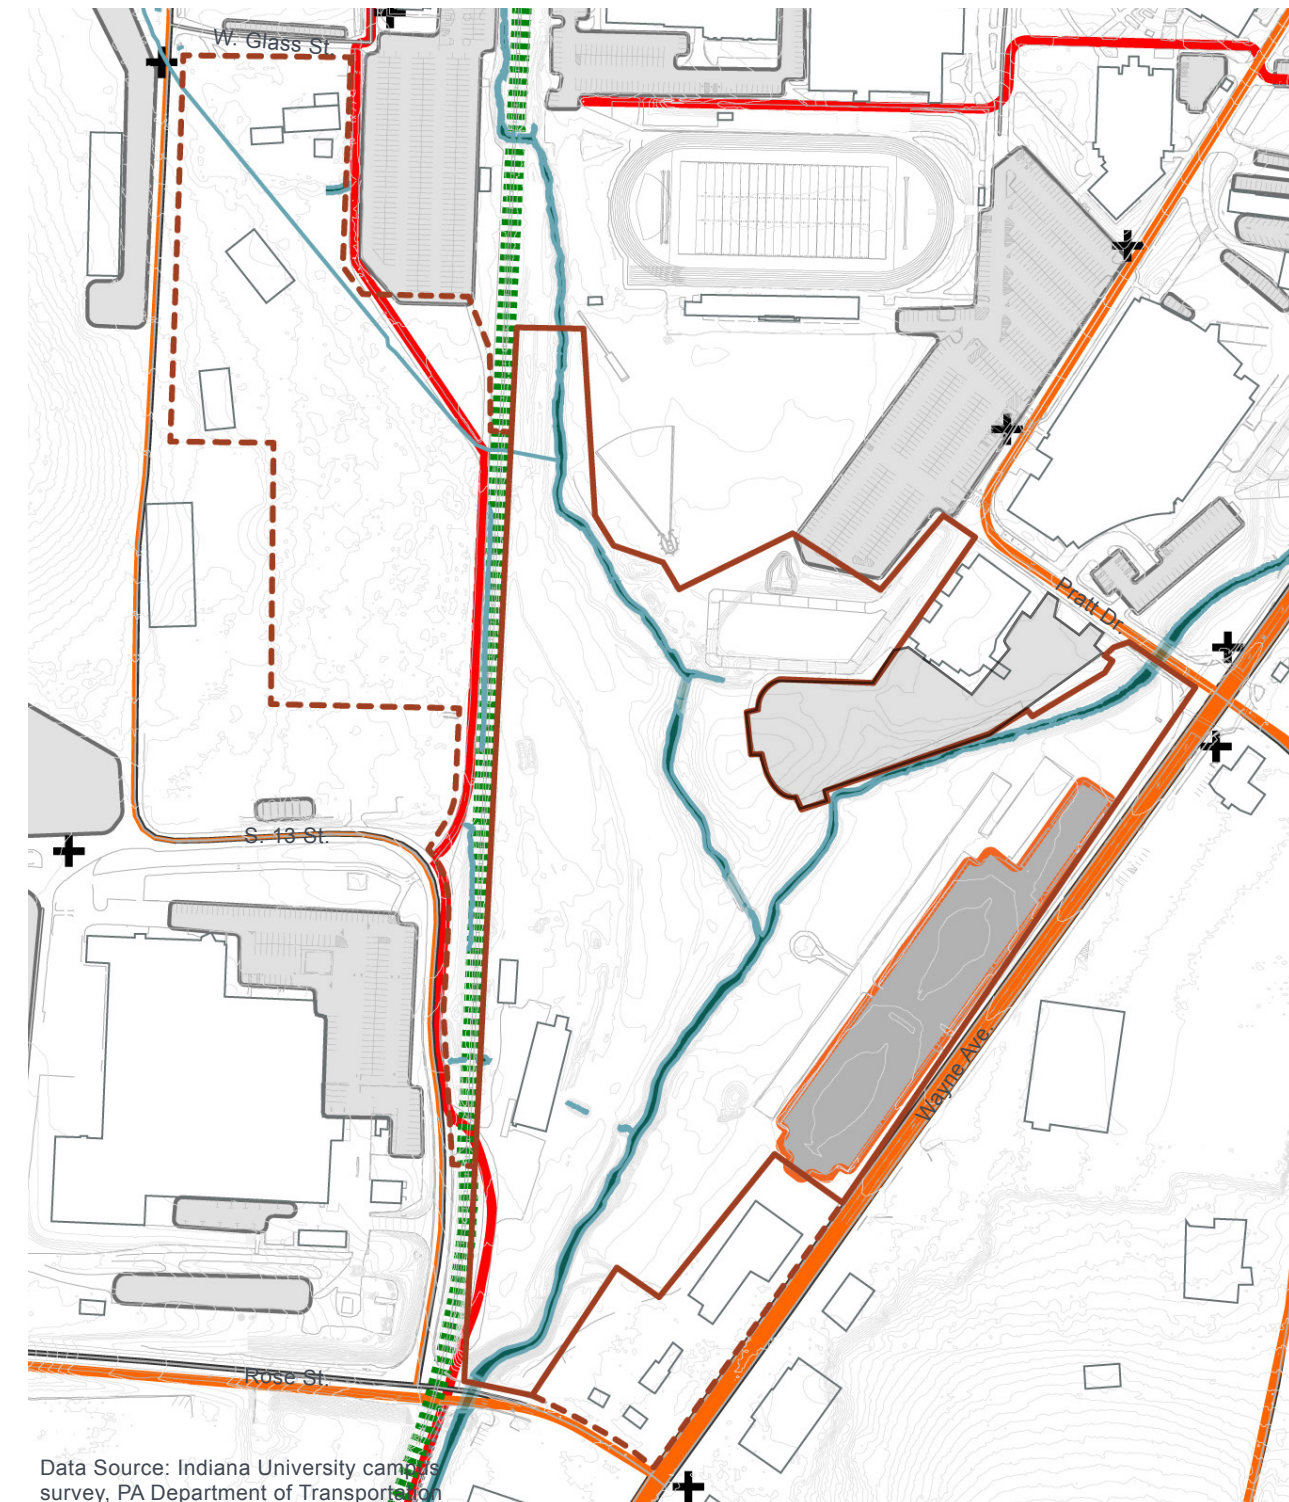 W. Glass St.
Pratt Dr.
S. 13 St.
Wayne Ave.
Rose St.
Data Source: Indiana University campus
survey, PA Department of Transportation